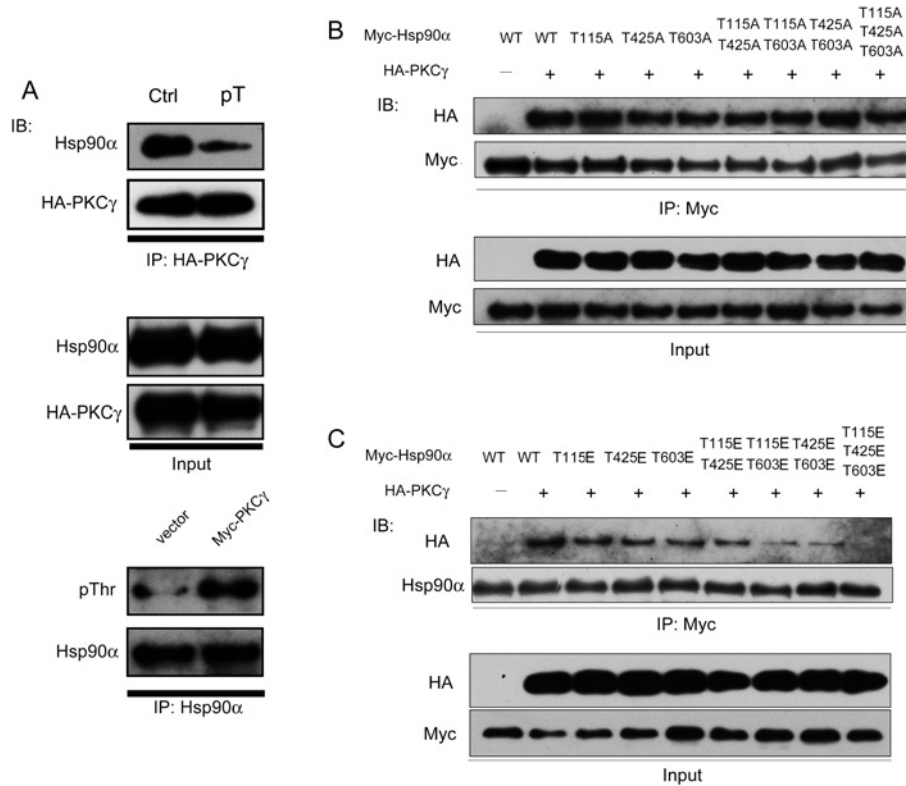 A
Ctrl pT
IB:
Hsp90α
HA-PKCγ
IP: HA-PKCγ
Hsp90α
HA-PKCγ
Input
vector Myc-PKCγ
pThr
Hsp90α
IP: Hsp90α
B
Myc-Hsp90α WT WT T115A T425A T603A T115A T425A T115A T603A T425A T603A T115A T425A T603A
HA-PKCγ — + + + + + + + +
IB:
HA
Myc
IP: Myc
HA
Myc
Input
C
Myc-Hsp90α WT WT T115E T425E T603E T115E T425E T115E T603E T425E T603E T115E T425E T603E
HA-PKCγ — + + + + + + + +
IB:
HA
Hsp90α
IP: Myc
HA
Myc
Input